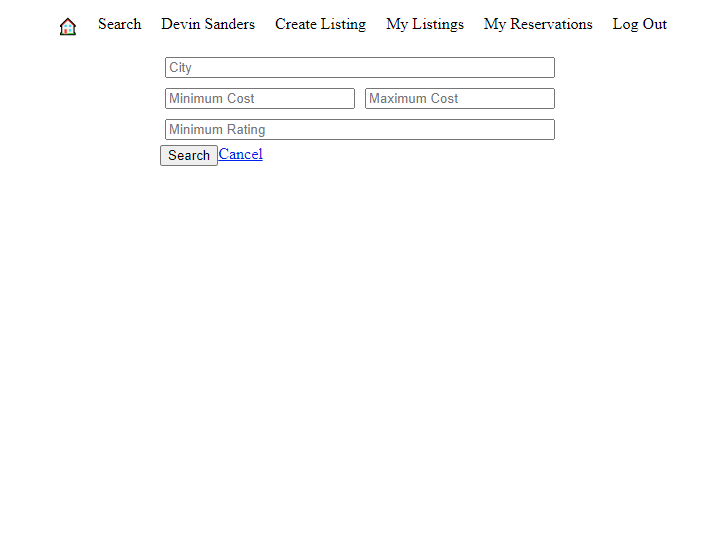 Search Devin Sanders Create Listing My Listings My Reservations Log Out
City
Minimum Cost Maximum Cost
Minimum Rating
Search Cancel